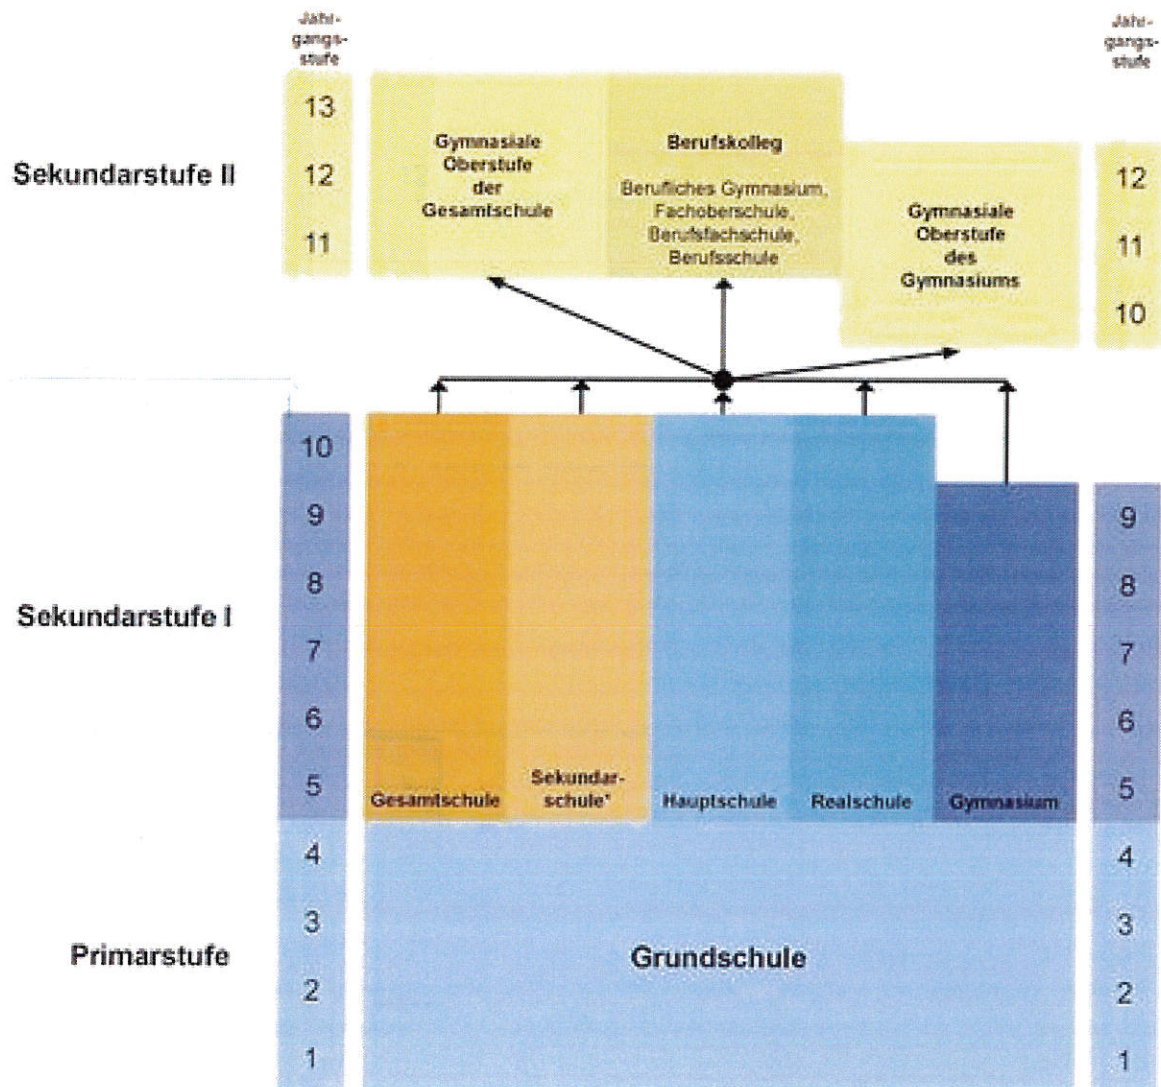 Jahr-
gangs-
stufe
Jahr-
gangs-
stufe
Sekundarstufe II
13
12
11
Gymnasiale
Oberstufe
der
Gesamtschule
Berufskolleg
Berufliches Gymnasium,
Fachoberschule,
Berufsfachschule,
Berufsschule
Gymnasiale
Oberstufe
des
Gymnasiums
12
11
10
Sekundarstufe I
10
9
8
7
6
5
Gesamtschule
Sekundar-
schule*
Hauptschule
Realschule
Gymnasium
9
8
7
6
5
Primarstufe
4
3
2
1
Grundschule
4
3
2
1